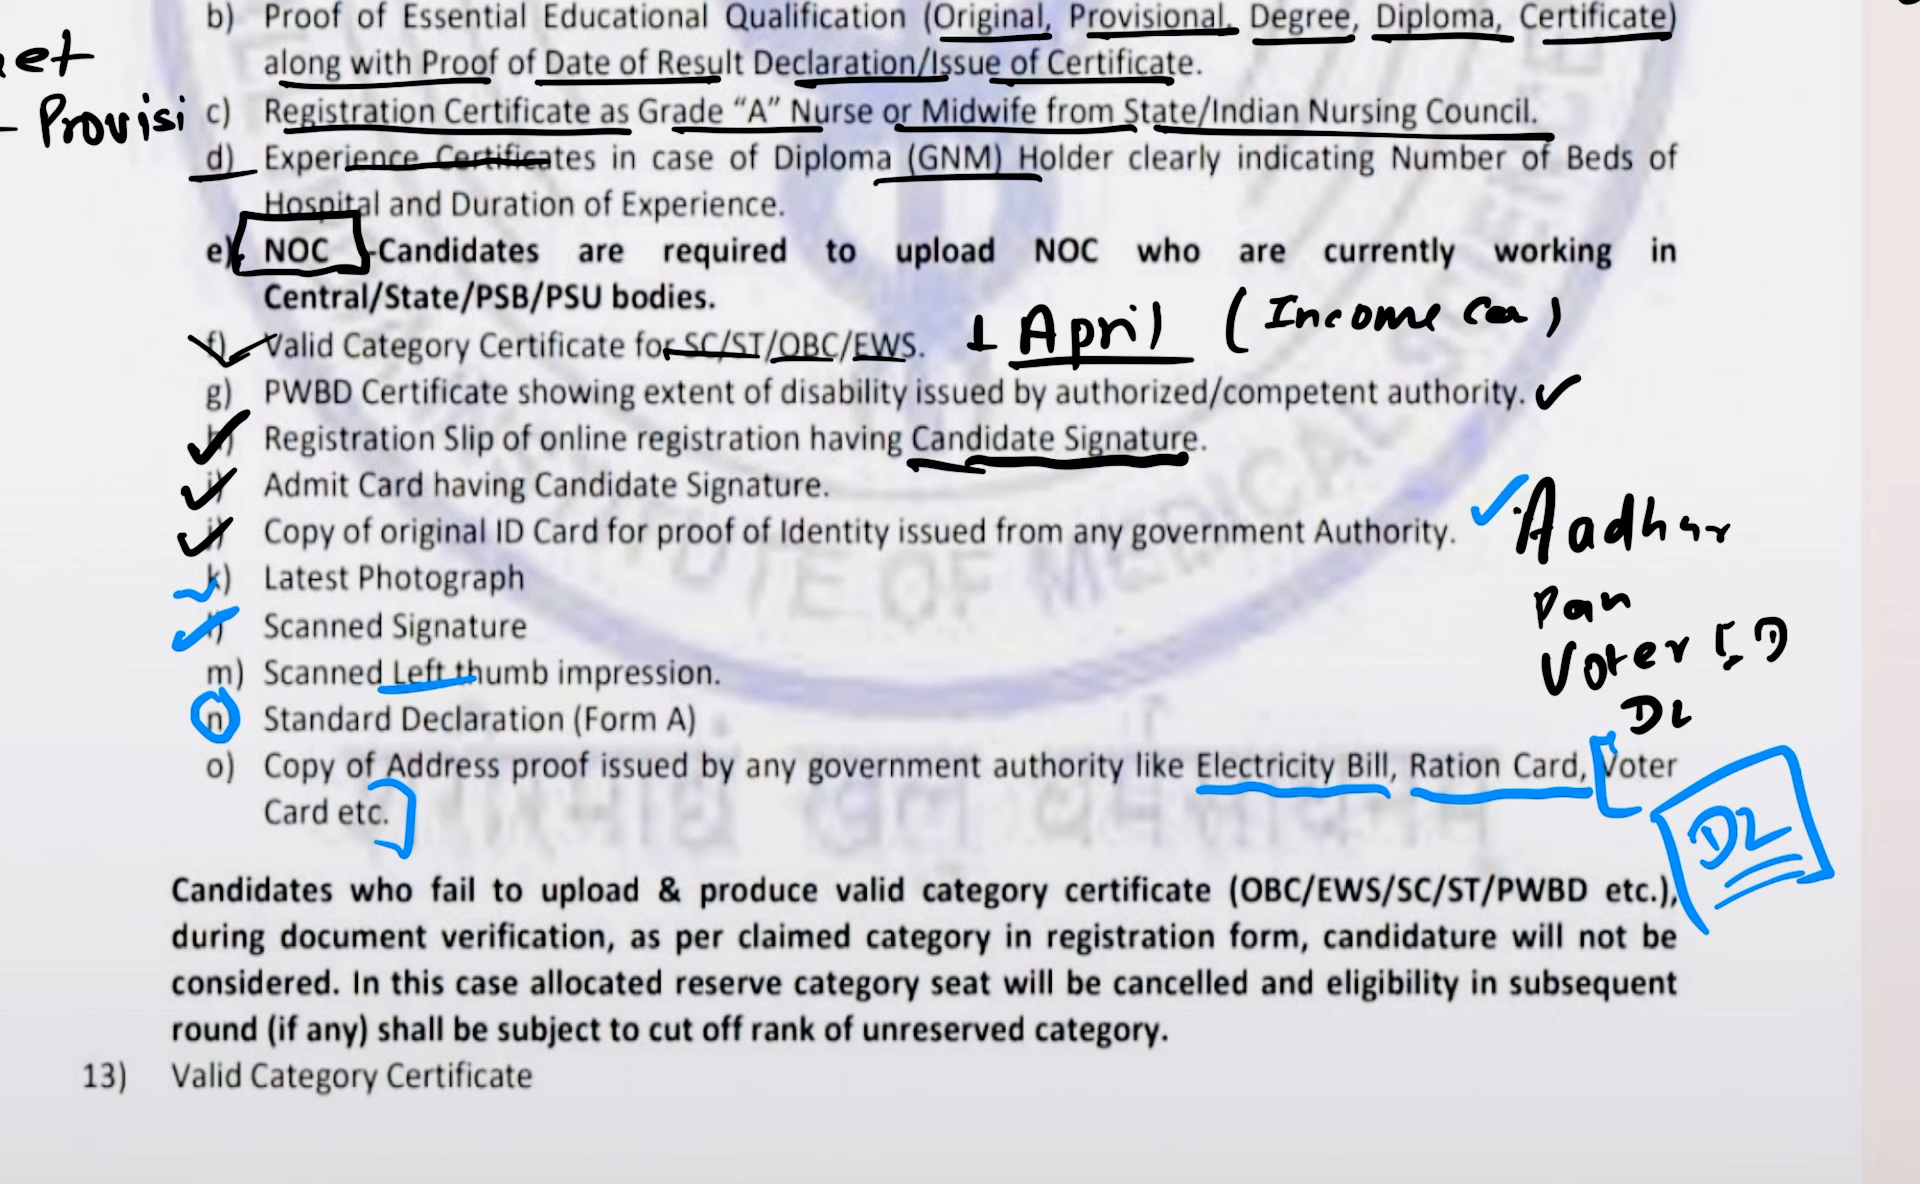 b) Proof of Essential Educational Qualification (Original, Provisional, Degree, Diploma, Certificate)
along with Proof of Date of Result Declaration/Issue of Certificate.
Provisi
c) Registration Certificate as Grade “A” Nurse or Midwife from State/Indian Nursing Council.
d) Experience Certificates in case of Diploma (GNM) Holder clearly indicating Number of Beds of
Hospital and Duration of Experience.
e) NOC -Candidates are required to upload NOC who are currently working in
Central/State/PSB/PSU bodies.
f) Valid Category Certificate for SC/ST/OBC/EWS. 1 April (Income Cer)
g) PWBD Certificate showing extent of disability issued by authorized/competent authority.
h) Registration Slip of online registration having Candidate Signature.
i) Admit Card having Candidate Signature.
j) Copy of original ID Card for proof of Identity issued from any government Authority. Aadhar
k) Latest Photograph
Pan
l) Scanned Signature
Voter I.D
m) Scanned Left thumb impression.
DL
n) Standard Declaration (Form A)
o) Copy of Address proof issued by any government authority like Electricity Bill, Ration Card, Voter
Card etc.
DL
Candidates who fail to upload & produce valid category certificate (OBC/EWS/SC/ST/PWBD etc.),
during document verification, as per claimed category in registration form, candidature will not be
considered. In this case allocated reserve category seat will be cancelled and eligibility in subsequent
round (if any) shall be subject to cut off rank of unreserved category.
13) Valid Category Certificate